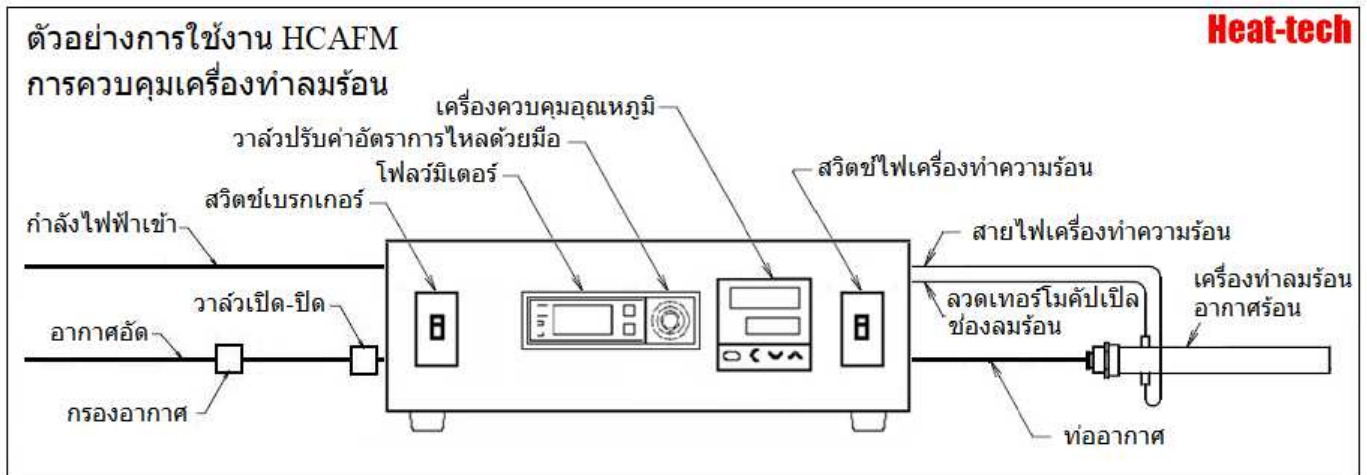 ตัวอย่างการใช้งาน HCAFM
Heat-tech
การควบคุมเครื่องทำลมร้อน
เครื่องควบคุมอุณหภูมิ
วาล์วปรับค่าอัตราการไหลด้วยมือ
โฟลว์มิเตอร์
สวิตช์ไฟเครื่องทำความร้อน
สวิตช์เบรกเกอร์
กำลังไฟฟ้าเข้า
สายไฟเครื่องทำความร้อน
วาล์วเปิด-ปิด
ลวดเทอร์โมคัปเปิล
ช่องลมร้อน
เครื่องทำลมร้อน
อากาศร้อน
อากาศอัด
กรองอากาศ
ท่ออากาศ